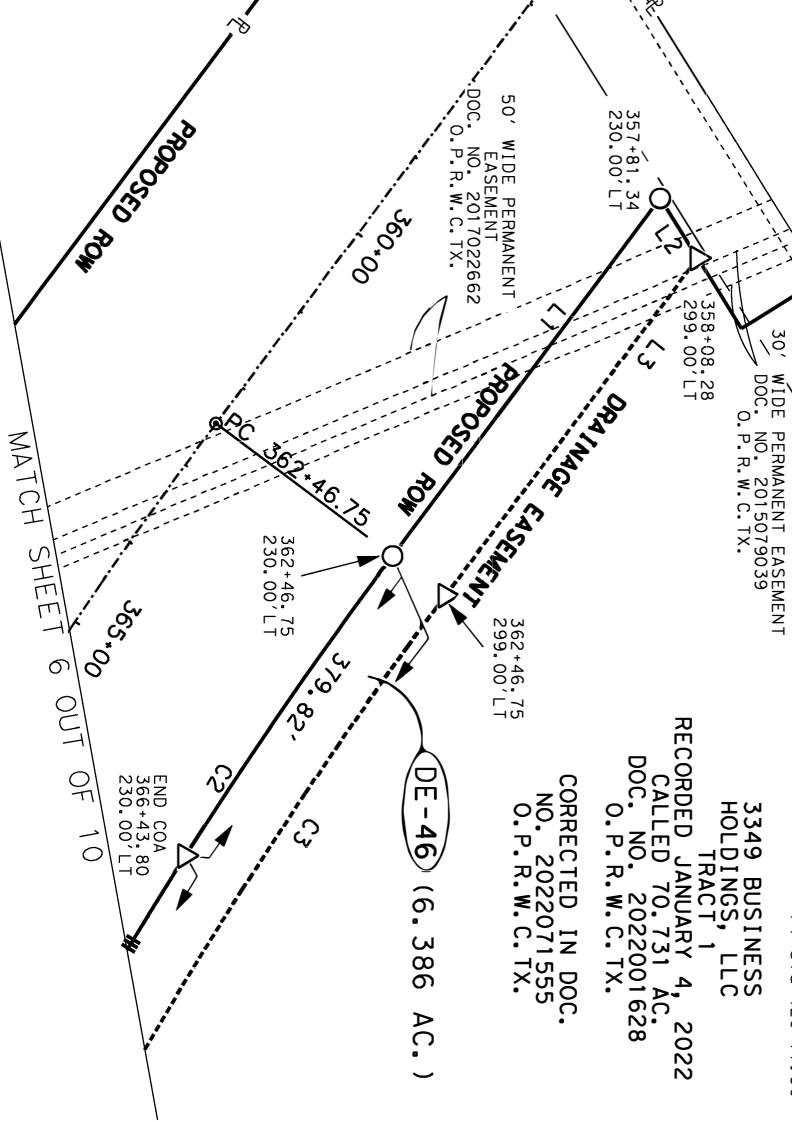 PROPOSED ROW
50' WIDE PERMANENT
EASEMENT
DOC. NO. 2017022662
O.P.R.W.C.TX.
357+81.34
230.00'LT
L2
358+08.28
299.00'LT
30' WIDE PERMANENT EASEMENT
DOC. NO. 2015079039
O.P.R.W.C.TX.
360+00
L1
L3
PROPOSED ROW
DRAINAGE EASEMENT
PC 362+46.75
362+46.75
230.00'LT
362+46.75
299.00'LT
365+00
379.82'
C2
C3
END COA
366+43.80
230.00'LT
DE-46 (6.386 AC.)
3349 BUSINESS
HOLDINGS, LLC
TRACT 1
RECORDED JANUARY 4, 2022
CALLED 70.731 AC.
DOC. NO. 2022001628
O.P.R.W.C.TX.
CORRECTED IN DOC.
NO. 2022071555
O.P.R.W.C.TX.
MATCH SHEET 6 OUT OF 10